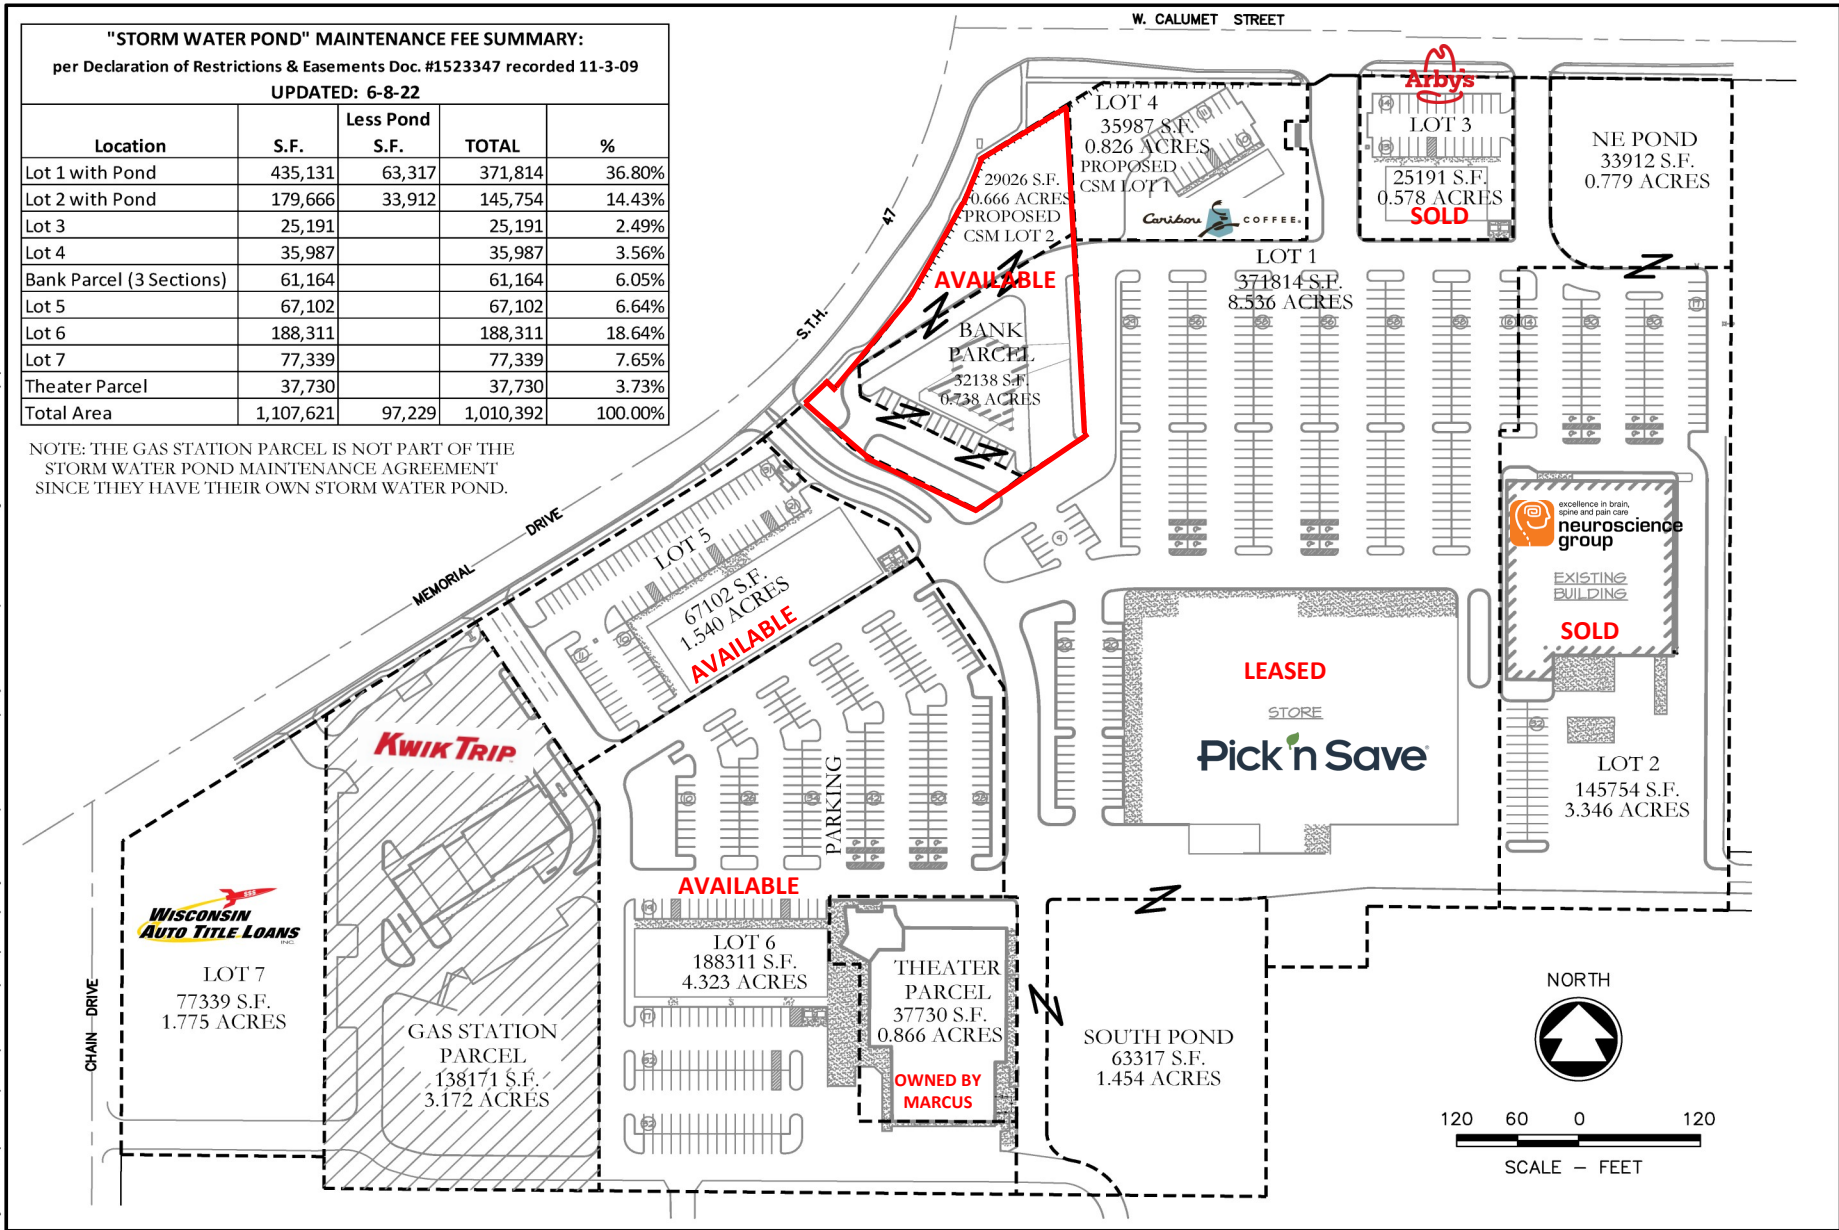 "STORM WATER POND" MAINTENANCE FEE SUMMARY:
per Declaration of Restrictions & Easements Doc. #1523347 recorded 11-3-09
UPDATED: 6-8-22
Location S.F. Less Pond S.F. TOTAL %
Lot 1 with Pond 435,131 63,317 371,814 36.80%
Lot 2 with Pond 179,666 33,912 145,754 14.43%
Lot 3 25,191 25,191 2.49%
Lot 4 35,987 35,987 3.56%
Bank Parcel (3 Sections) 61,164 61,164 6.05%
Lot 5 67,102 67,102 6.64%
Lot 6 188,311 188,311 18.64%
Lot 7 77,339 77,339 7.65%
Theater Parcel 37,730 37,730 3.73%
Total Area 1,107,621 97,229 1,010,392 100.00%
NOTE: THE GAS STATION PARCEL IS NOT PART OF THE
STORM WATER POND MAINTENANCE AGREEMENT
SINCE THEY HAVE THEIR OWN STORM WATER POND.
W. CALUMET STREET
S.T.H. 47
MEMORIAL DRIVE
CHAIN DRIVE
LOT 4
35987 S.F.
0.826 ACRES
PROPOSED
CSM LOT 1
Caribou COFFEE
29026 S.F.
0.666 ACRES
PROPOSED
CSM LOT 2
AVAILABLE
BANK
PARCEL
32138 S.F.
0.738 ACRES
Arby's
LOT 3
25191 S.F.
0.578 ACRES
SOLD
NE POND
33912 S.F.
0.779 ACRES
LOT 1
371814 S.F.
8.536 ACRES
LOT 5
67102 S.F.
1.540 ACRES
AVAILABLE
excellence in brain,
spine and pain care
neuroscience
group
EXISTING
BUILDING
SOLD
LEASED
STORE
Pick 'n Save
LOT 2
145754 S.F.
3.346 ACRES
KWIK TRIP
PARKING
AVAILABLE
LOT 6
188311 S.F.
4.323 ACRES
THEATER
PARCEL
37730 S.F.
0.866 ACRES
OWNED BY
MARCUS
SOUTH POND
63317 S.F.
1.454 ACRES
WISCONSIN
AUTO TITLE LOANS
INC.
LOT 7
77339 S.F.
1.775 ACRES
GAS STATION
PARCEL
138171 S.F.
3.172 ACRES
NORTH
120 60 0 120
SCALE – FEET